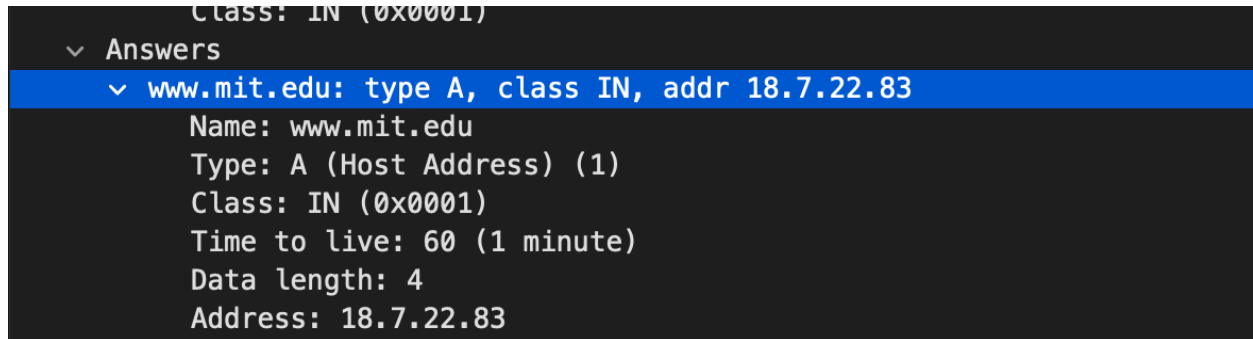 Class: IN (0x0001)
Answers
www.mit.edu: type A, class IN, addr 18.7.22.83
Name: www.mit.edu
Type: A (Host Address) (1)
Class: IN (0x0001)
Time to live: 60 (1 minute)
Data length: 4
Address: 18.7.22.83